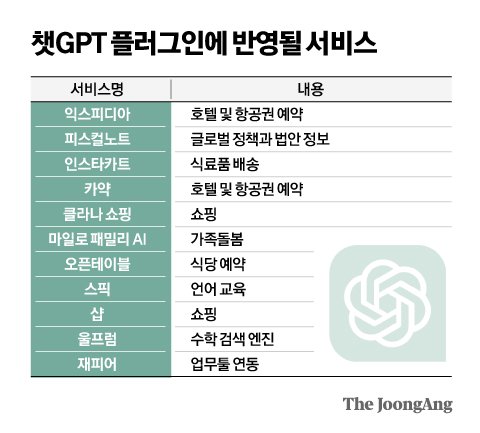 챗GPT 플러그인에 반영될 서비스
서비스명 내용
익스피디아 호텔 및 항공권 예약
피스컬노트 글로벌 정책과 법안 정보
인스타카트 식료품 배송
카약 호텔 및 항공권 예약
클라나 쇼핑 쇼핑
마일로 패밀리 AI 가족돌봄
오픈테이블 식당 예약
스픽 언어 교육
샵 쇼핑
울프럼 수학 검색 엔진
재피어 업무툴 연동
The JoongAng